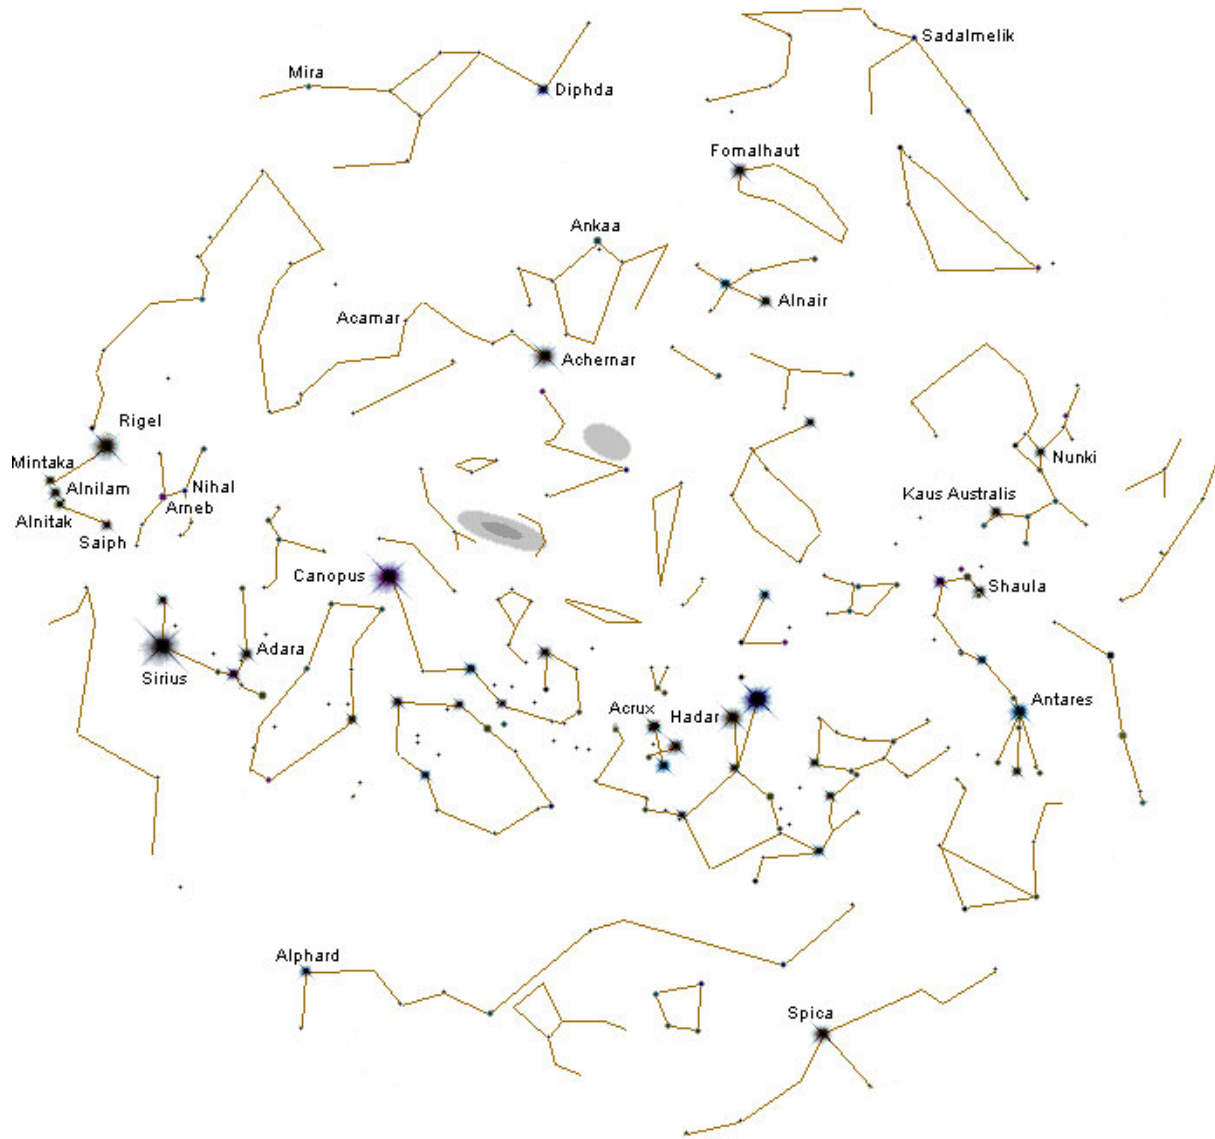 Sadalmelik
Mira
Diphda
Fomalhaut
Ankaa
Alnair
Acamar
Achernar
Rigel
Mintaka
Nunki
Alnilam
Nihal
Kaus Australis
Arneb
Alnitak
Saiph
Canopus
Shaula
Adara
Sirius
Antares
Acrux
Hadar
Alphard
Spica